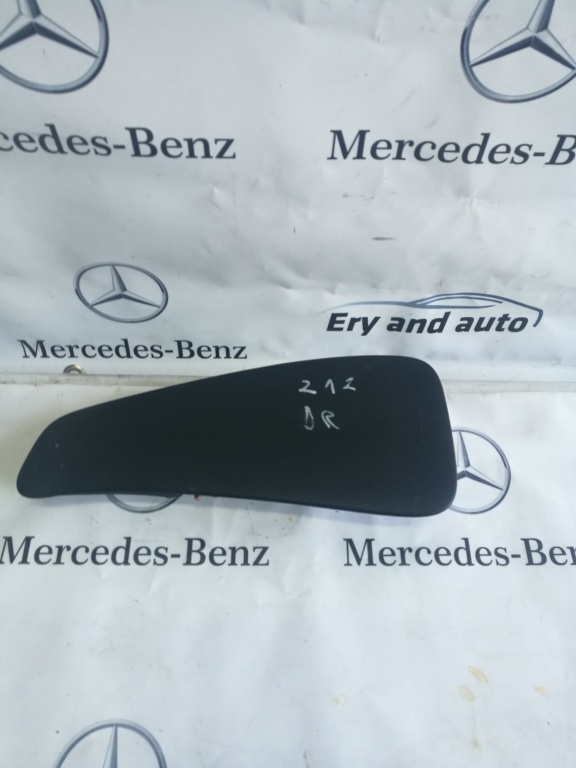 cedes-Benz
Mercedes-B
Mercedes-Benz
Ery and auto
212
DR
Mercedes-Benz
Mercedes-Benz